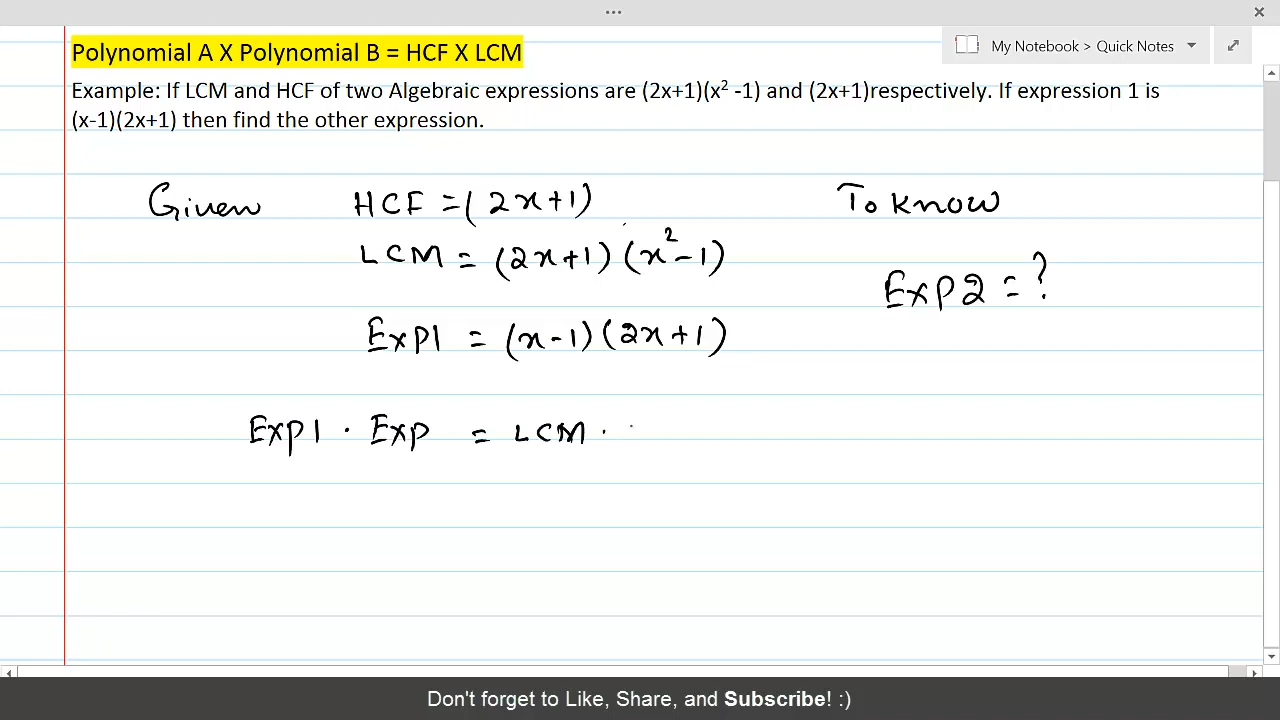 Polynomial A X Polynomial B = HCF X LCM
My Notebook > Quick Notes
Example: If LCM and HCF of two Algebraic expressions are (2x+1)(x² -1) and (2x+1)respectively. If expression 1 is
(x-1)(2x+1) then find the other expression.
Given HCF =(2x+1) To know
LCM = (2x+1)(x²-1)
Exp2 = ?
Exp1 = (x-1)(2x+1)
Exp1 · Exp = LCM ·
Don't forget to Like, Share, and Subscribe! :)